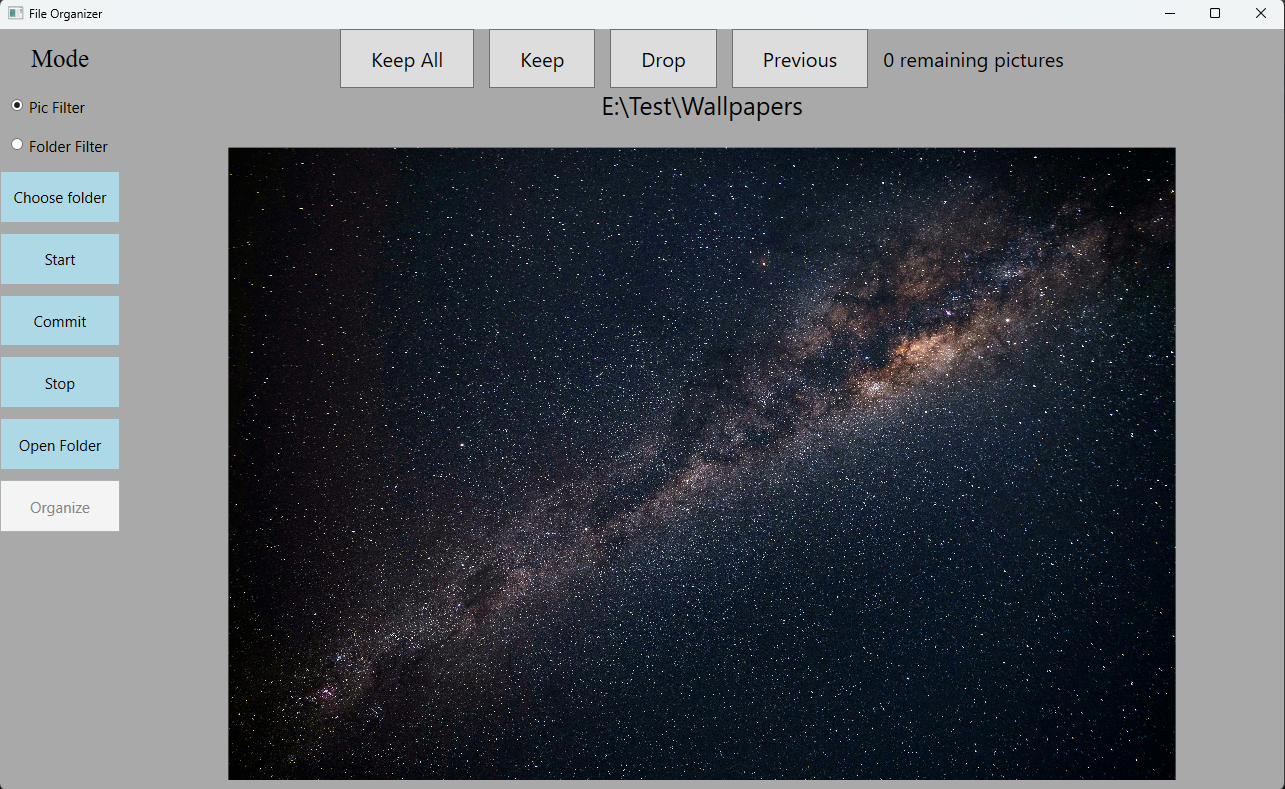 File Organizer
Mode
Keep All Keep Drop Previous 0 remaining pictures
E:\Test\Wallpapers
Pic Filter
Folder Filter
Choose folder
Start
Commit
Stop
Open Folder
Organize